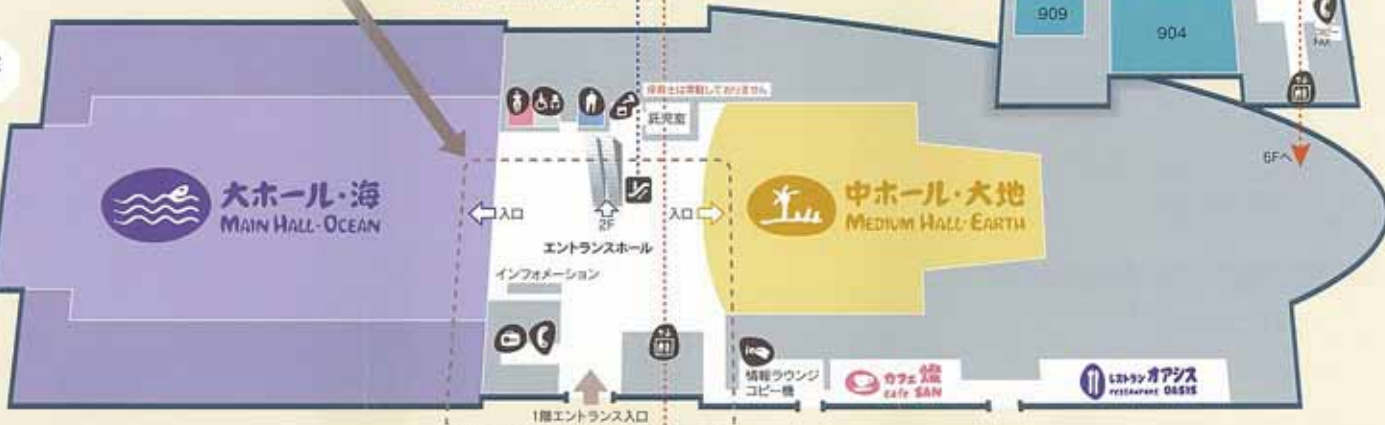 909
904
コピー
FAX
保育士は常駐しておりません
託児室
6Fへ
大ホール・海
MAIN HALL・OCEAN
入口
2F
入口
中ホール・大地
MEDIUM HALL・EARTH
エントランスホール
インフォメーション
情報ラウンジ
コピー機
カフェ 燦
cafe SAN
レストラン オアシス
RESTAURANT OASIS
1階エントランス入口